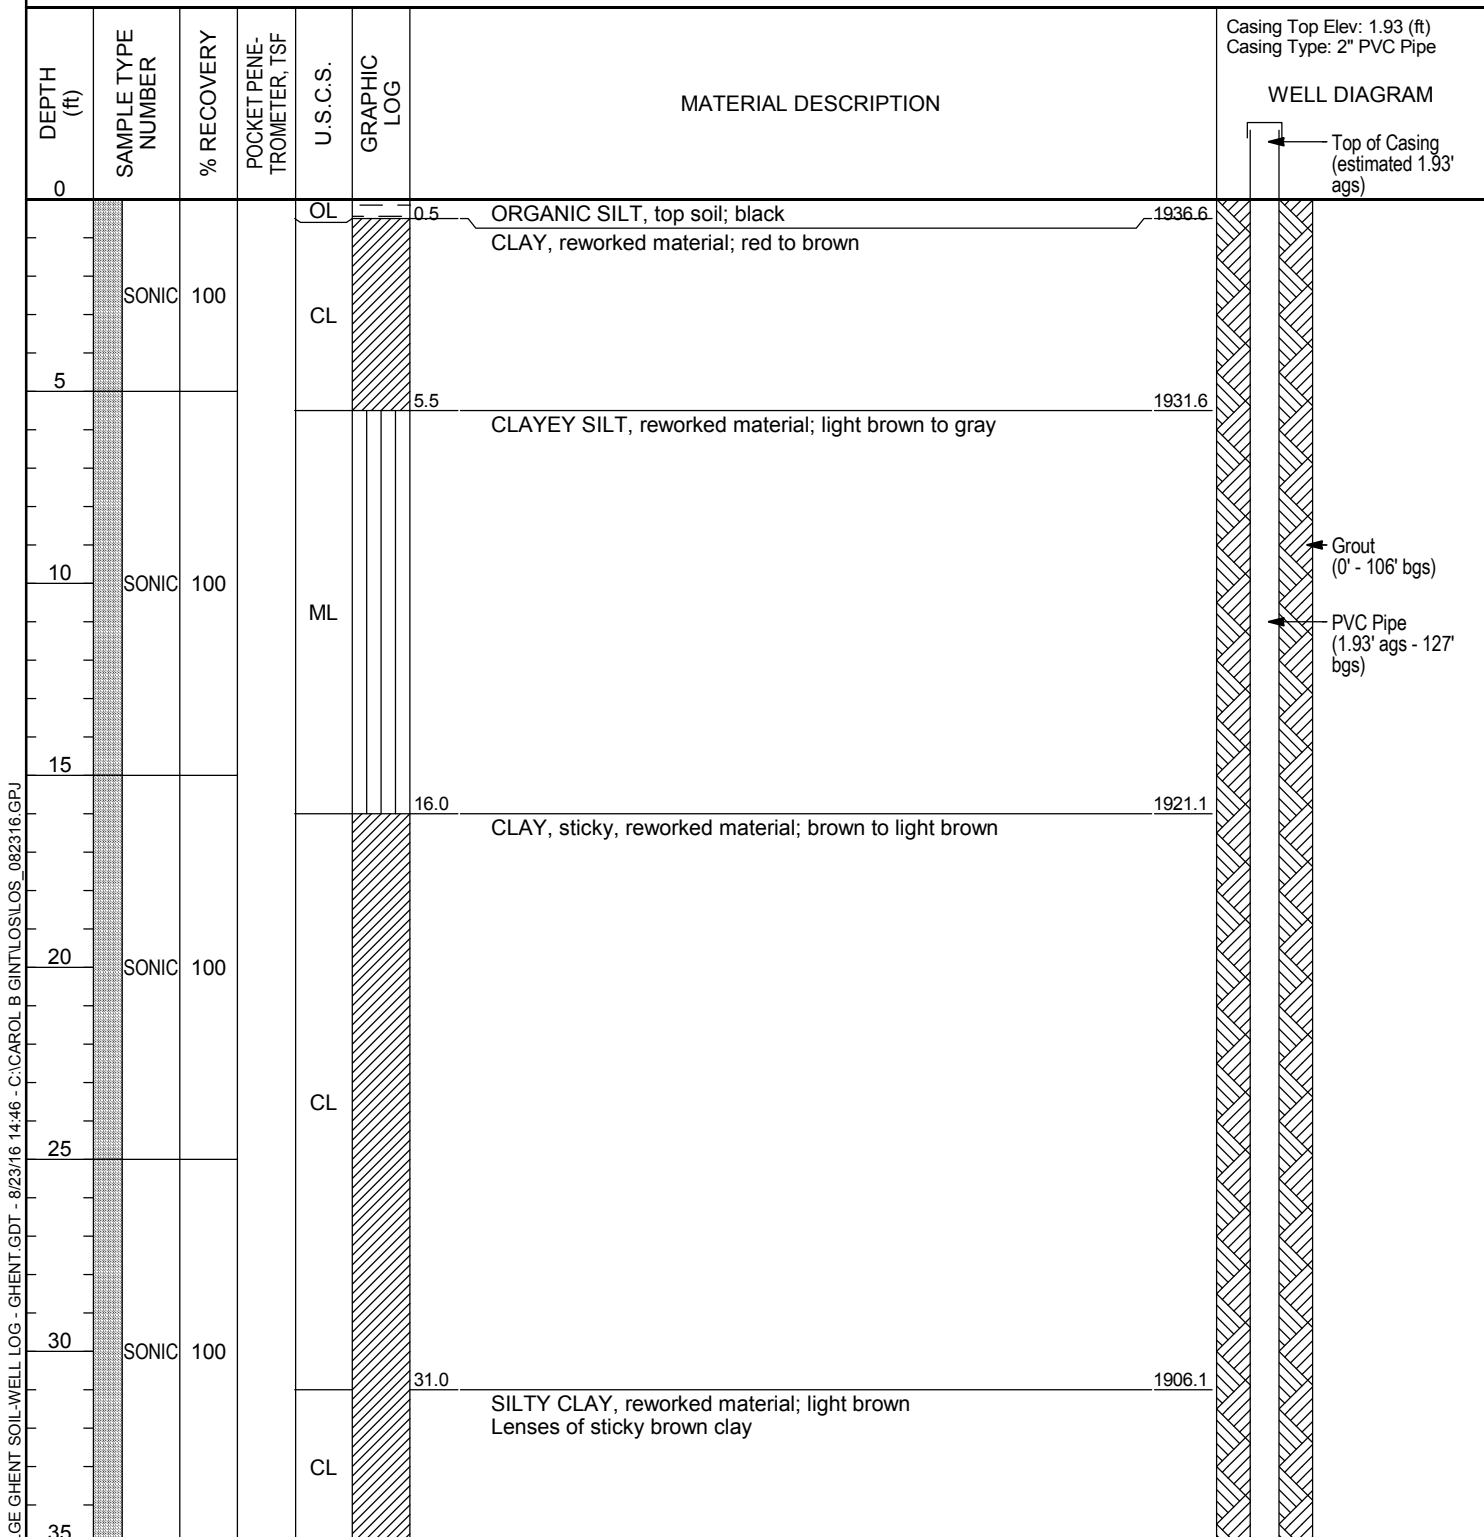 Casing Top Elev: 1.93 (ft)
Casing Type: 2" PVC Pipe
DEPTH
(ft)
SAMPLE TYPE
NUMBER
% RECOVERY
POCKET PENE-
TROMETER, TSF
U.S.C.S.
GRAPHIC
LOG
MATERIAL DESCRIPTION
WELL DIAGRAM
Top of Casing
(estimated 1.93'
ags)
0
OL
0.5
ORGANIC SILT, top soil; black
1936.6
CLAY, reworked material; red to brown
SONIC
100
CL
5
5.5
1931.6
CLAYEY SILT, reworked material; light brown to gray
Grout
(0' - 106' bgs)
10
SONIC
100
ML
PVC Pipe
(1.93' ags - 127'
bgs)
15
16.0
1921.1
CLAY, sticky, reworked material; brown to light brown
20
SONIC
100
CL
25
30
SONIC
100
31.0
1906.1
SILTY CLAY, reworked material; light brown
Lenses of sticky brown clay
CL
35
GE GHENT SOIL-WELL LOG - GHENT.GDT - 8/23/16 14:46 - C:\CAROL B GINT\LOS\LOS_082316.GPJ